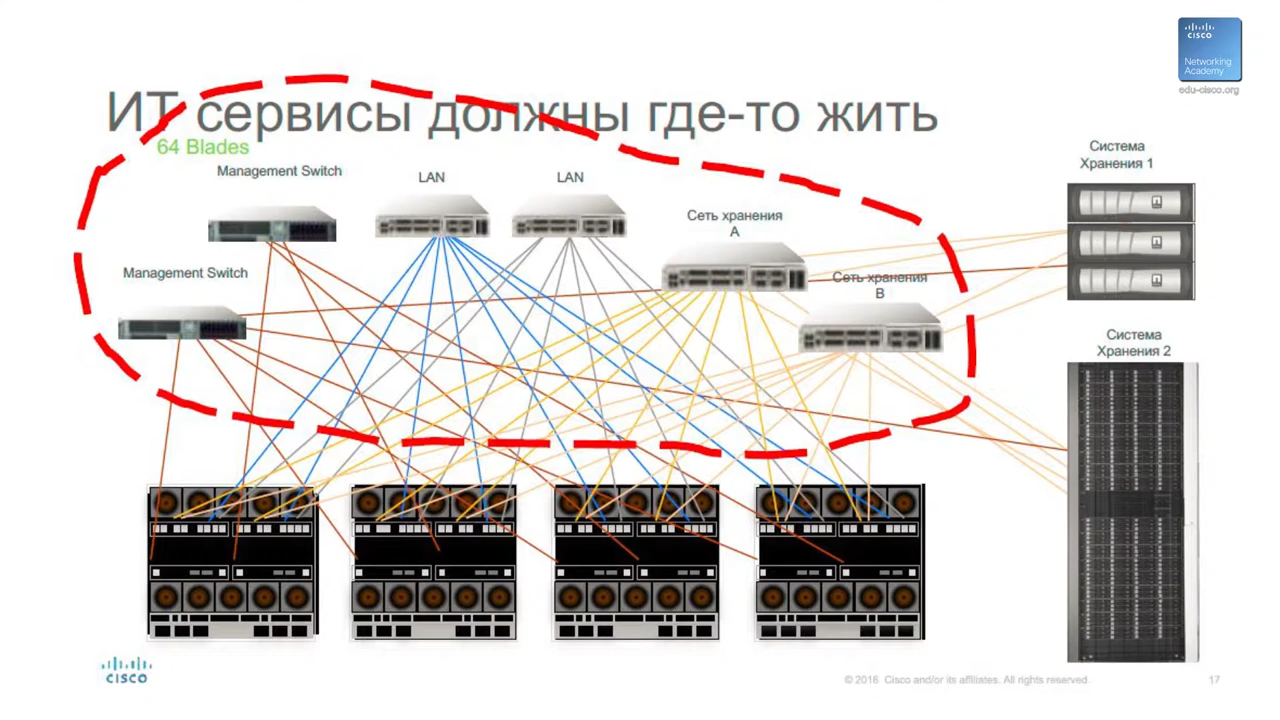 CISCO
Networking
Academy
edu-cisco.org
ИТ сервисы должны где-то жить
64 Blades
Management Switch
LAN
LAN
Сеть хранения
A
Management Switch
Сеть хранения
B
Система
Хранения 1
Система
Хранения 2
CISCO
© 2016 Cisco and/or its affiliates. All rights reserved.
17